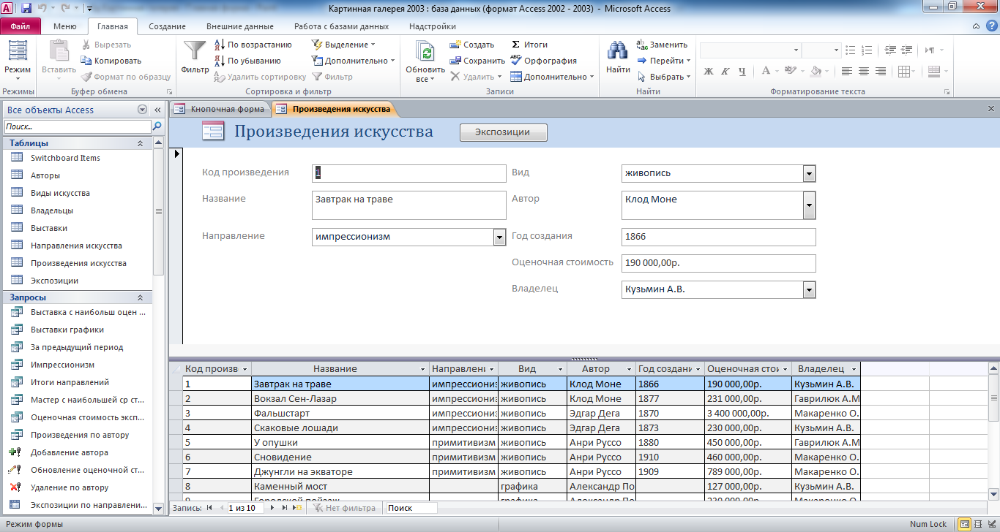 Картинная галерея 2003 : база данных (формат Access 2002 - 2003) - Microsoft Access
Файл Меню Главная Создание Внешние данные Работа с базами данных Надстройки
Режим
Режимы
Вставить
Вырезать
Копировать
Формат по образцу
Буфер обмена
Фильтр
По возрастанию
По убыванию
Удалить сортировку
Выделение
Дополнительно
Фильтр
Сортировка и фильтр
Обновить все
Создать
Сохранить
Удалить
Итоги
Орфография
Дополнительно
Записи
Найти
Заменить
Перейти
Выбрать
Найти
Ж К Ч
Форматирование текста
Все объекты Access
Поиск...
Таблицы
Switchboard Items
Авторы
Виды искусства
Владельцы
Выставки
Направления искусства
Произведения искусства
Экспозиции
Запросы
Выставка с наибольш оцен ...
Выставки графики
За предыдущий период
Импрессионизм
Итоги направлений
Мастер с наибольшей ср ст...
Оценочная стоимость эксп...
Произведения по автору
Добавление автора
Обновление оценочной ст...
Удаление по автору
Экспозиции по направлени...
Кнопочная форма Произведения искусства
Произведения искусства Экспозиции
Код произведения 1 Вид живопись
Название Завтрак на траве Автор Клод Моне
Направление импрессионизм Год создания 1866
Оценочная стоимость 190 000,00р.
Владелец Кузьмин А.В.
Код произв Название Направлени Вид Автор Год создани Оценочная стои Владелец
1 Завтрак на траве импрессиониз живопись Клод Моне 1866 190 000,00р. Кузьмин А.В.
2 Вокзал Сен-Лазар импрессиониз живопись Клод Моне 1877 231 000,00р. Гаврилюк А.М
3 Фальшстарт импрессиониз живопись Эдгар Дега 1870 3 400 000,00р. Макаренко О.
4 Скаковые лошади импрессиониз живопись Эдгар Дега 1873 230 000,00р. Кузьмин А.В.
5 У опушки примитивизм живопись Анри Руссо 1880 450 000,00р. Гаврилюк А.М
6 Сновидение примитивизм живопись Анри Руссо 1910 460 000,00р. Макаренко О.
7 Джунгли на экваторе примитивизм живопись Анри Руссо 1909 789 000,00р. Макаренко О.
8 Каменный мост графика Александр По 127 000,00р. Кузьмин А.В.
Запись: 1 из 10 Нет фильтра Поиск
Режим формы Num Lock